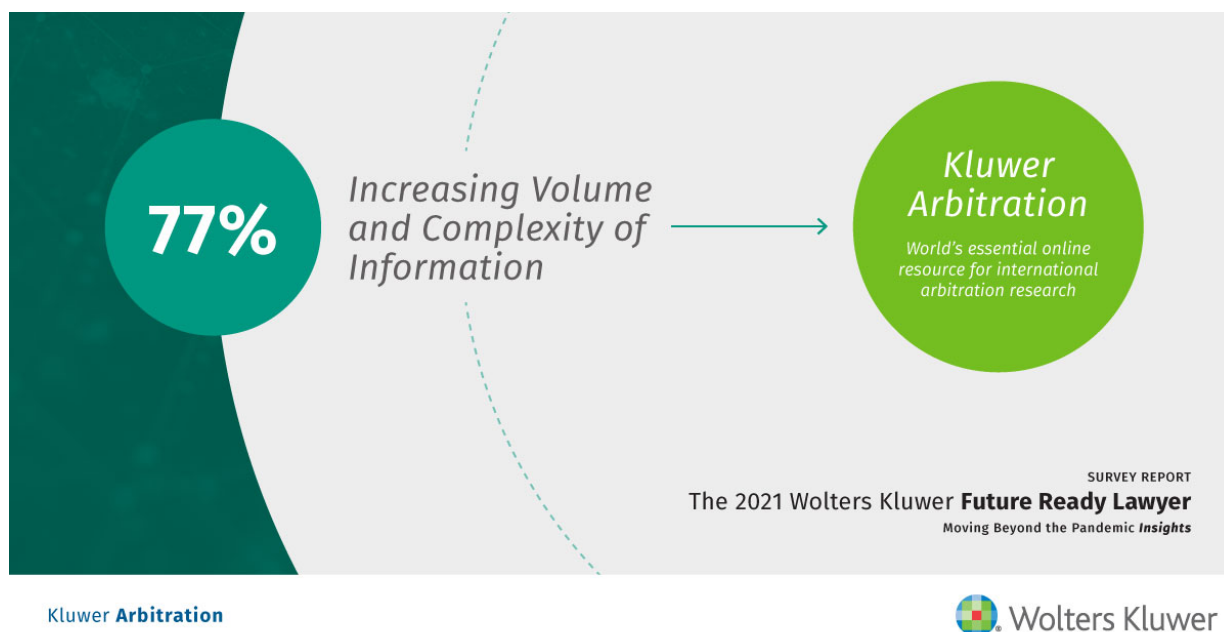 77%
Increasing Volume
and Complexity of
Information
Kluwer
Arbitration
World's essential online
resource for international
arbitration research
SURVEY REPORT
The 2021 Wolters Kluwer Future Ready Lawyer
Moving Beyond the Pandemic Insights
Kluwer Arbitration
Wolters Kluwer